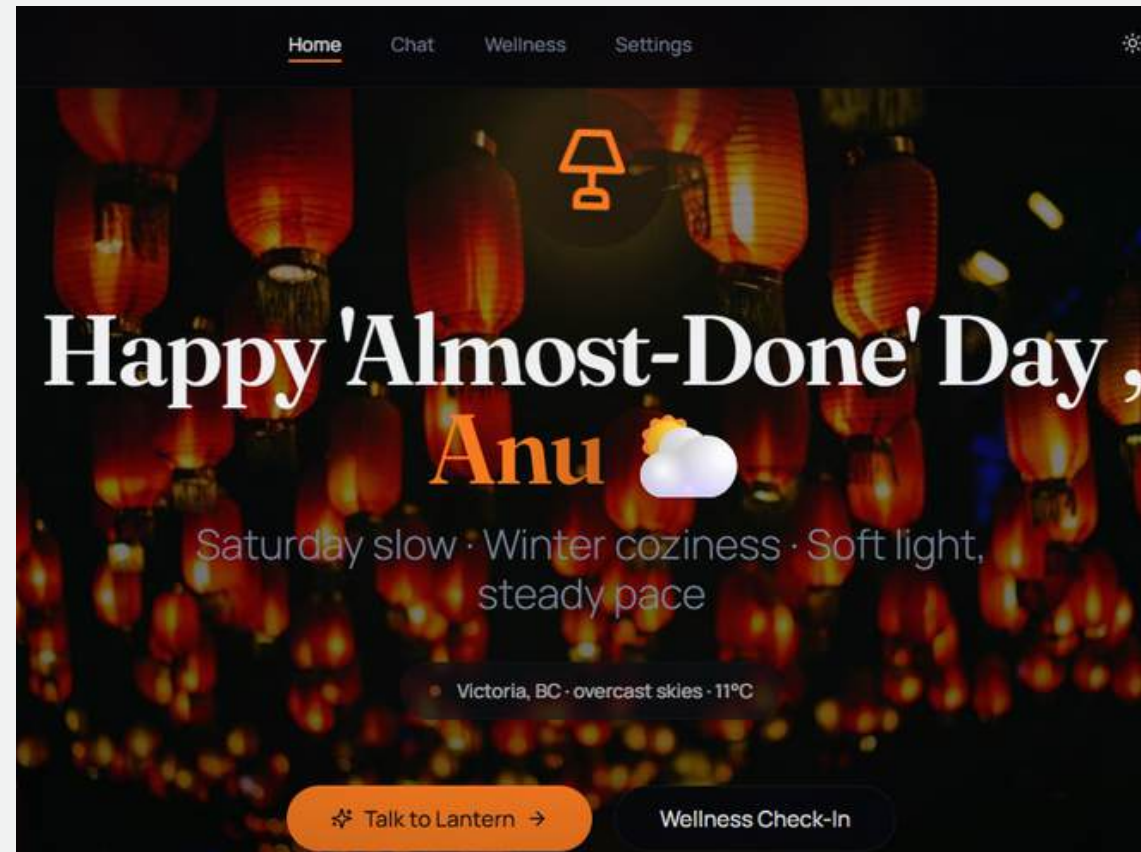 Home Chat Wellness Settings
Happy 'Almost-Done' Day ,
Anu
Saturday slow · Winter coziness · Soft light,
steady pace
Victoria, BC · overcast skies · 11°C
Talk to Lantern →
Wellness Check-In